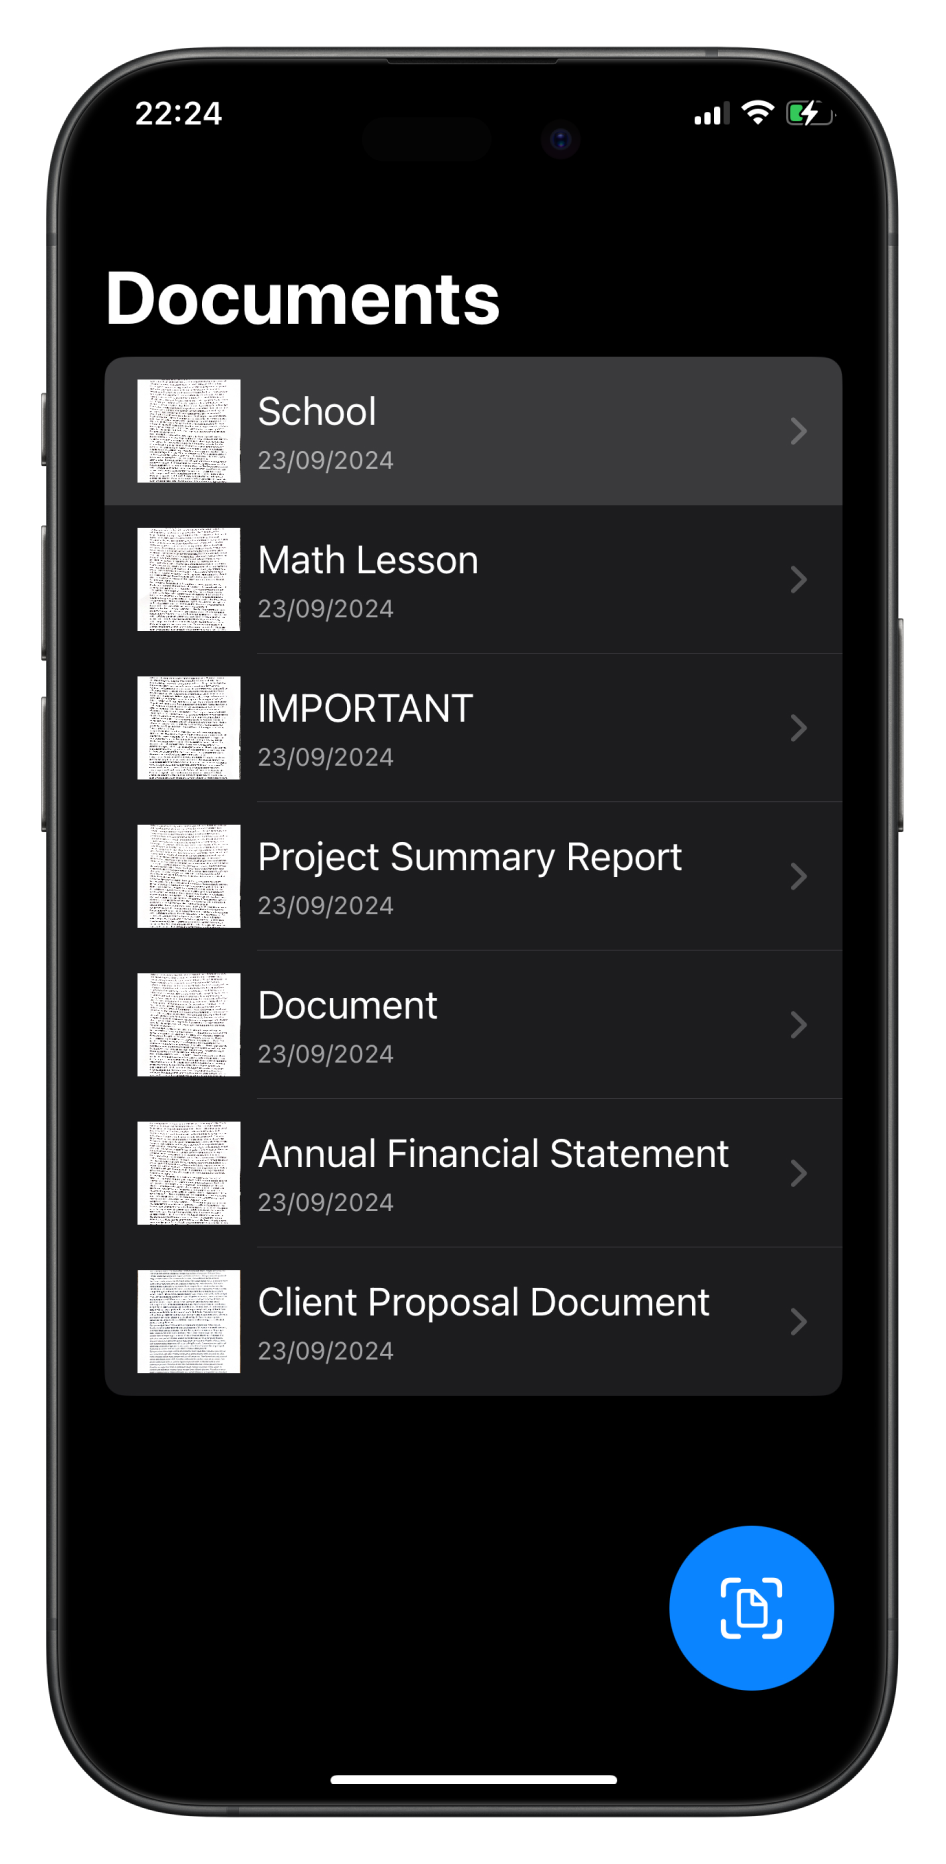 22:24
Documents
School
23/09/2024
Math Lesson
23/09/2024
IMPORTANT
23/09/2024
Project Summary Report
23/09/2024
Document
23/09/2024
Annual Financial Statement
23/09/2024
Client Proposal Document
23/09/2024